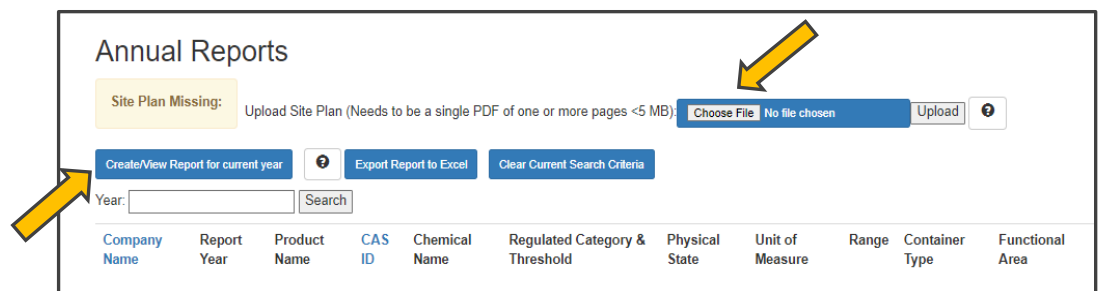 Annual Reports
Site Plan Missing:
Upload Site Plan (Needs to be a single PDF of one or more pages <5 MB): Choose File No file chosen Upload ?
Create/View Report for current year ? Export Report to Excel Clear Current Search Criteria
Year: Search
Company Name Report Year Product Name CAS ID Chemical Name Regulated Category & Threshold Physical State Unit of Measure Range Container Type Functional Area